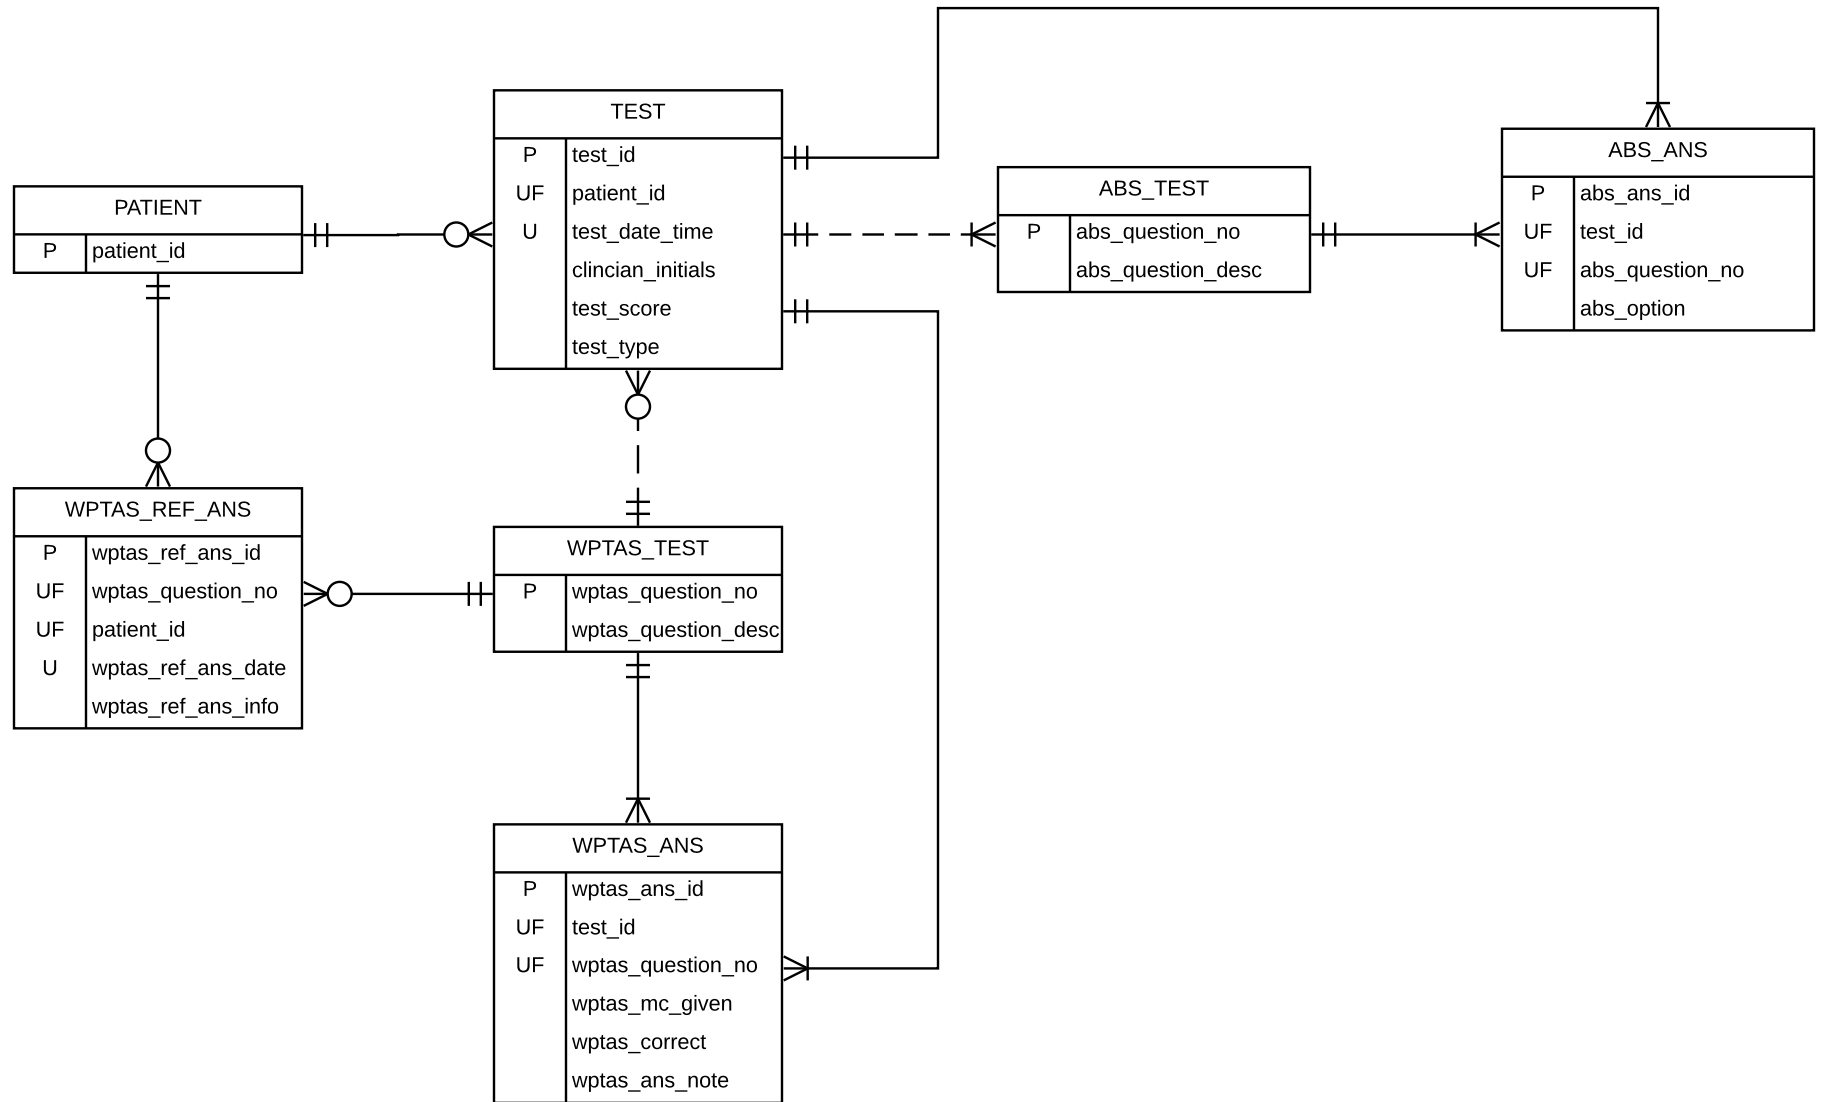 TEST
P test_id
UF patient_id
U test_date_time
clincian_initials
test_score
test_type
ABS_ANS
P abs_ans_id
UF test_id
UF abs_question_no
abs_option
ABS_TEST
P abs_question_no
abs_question_desc
PATIENT
P patient_id
WPTAS_REF_ANS
P wptas_ref_ans_id
UF wptas_question_no
UF patient_id
U wptas_ref_ans_date
wptas_ref_ans_info
WPTAS_TEST
P wptas_question_no
wptas_question_desc
WPTAS_ANS
P wptas_ans_id
UF test_id
UF wptas_question_no
wptas_mc_given
wptas_correct
wptas_ans_note